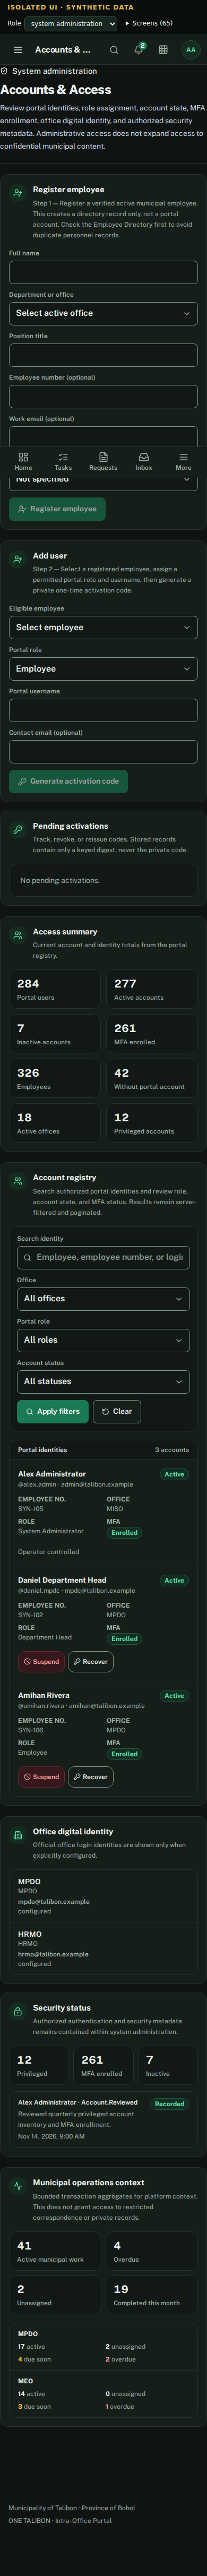 ISOLATED UI · SYNTHETIC DATA
Role system administration ▸ Screens (65)
Accounts & ... 2 AA
System administration
Accounts & Access
Review portal identities, role assignment, account state, MFA
enrollment, office digital identity, and authorized security
metadata. Administrative access does not expand access to
confidential municipal content.
Register employee
Step 1 — Register a verified active municipal employee.
This creates a directory record only, not a portal
account. Check the Employee Directory first to avoid
duplicate personnel records.
Full name
Department or office
Select active office
Position title
Employee number (optional)
Work email (optional)
Home Tasks Requests Inbox More
Not specified
Register employee
Add user
Step 2 — Select a registered employee, assign a
permitted portal role and username, then generate a
private one-time activation code.
Eligible employee
Select employee
Portal role
Employee
Portal username
Contact email (optional)
Generate activation code
Pending activations
Track, revoke, or reissue codes. Stored records
contain only a keyed digest, never the private code.
No pending activations.
Access summary
Current account and identity totals from the portal
registry.
284 277
Portal users Active accounts
7 261
Inactive accounts MFA enrolled
326 42
Employees Without portal account
18 12
Active offices Privileged accounts
Account registry
Search authorized portal identities and review role,
account state, and MFA status. Results remain server-
filtered and paginated.
Search identity
Employee, employee number, or login
Office
All offices
Portal role
All roles
Account status
All statuses
Apply filters Clear
Portal identities 3 accounts
Alex Administrator Active
@alex.admin · admin@talibon.example
EMPLOYEE NO. OFFICE
SYN-105 MISO
ROLE MFA
System Administrator Enrolled
Operator controlled
Daniel Department Head Active
@daniel.mpdc · mpdc@talibon.example
EMPLOYEE NO. OFFICE
SYN-102 MPDO
ROLE MFA
Department Head Enrolled
Suspend Recover
Amihan Rivera Active
@amihan.rivera · amihan@talibon.example
EMPLOYEE NO. OFFICE
SYN-106 MPDO
ROLE MFA
Employee Enrolled
Suspend Recover
Office digital identity
Official office login identities are shown only when
explicitly configured.
MPDO
MPDO
mpdo@talibon.example
configured
HRMO
HRMO
hrmo@talibon.example
configured
Security status
Authorized authentication and security metadata
remains contained within system administration.
12 261 7
Privileged MFA enrolled Inactive
Alex Administrator · Account.Reviewed Recorded
Reviewed quarterly privileged account
inventory and MFA enrollment.
Nov 14, 2026, 9:00 AM
Municipal operations context
Bounded transaction aggregates for platform context.
This does not grant access to restricted
correspondence or private records.
41 4
Active municipal work Overdue
2 19
Unassigned Completed this month
MPDO
17 active 2 unassigned
4 due soon 2 overdue
MEO
14 active 0 unassigned
3 due soon 1 overdue
Municipality of Talibon · Province of Bohol
ONE TALIBON · Intra-Office Portal